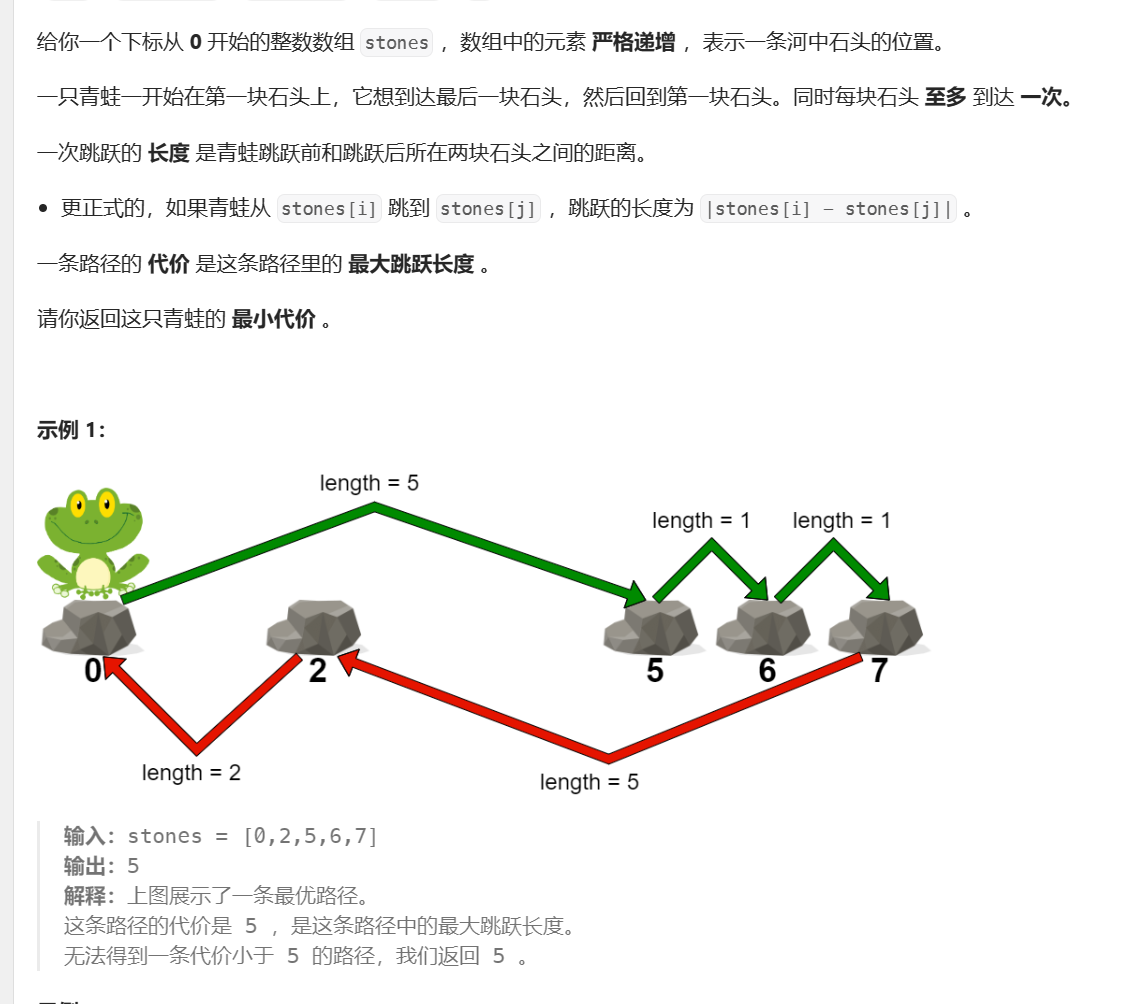 给你一个下标从 0 开始的整数数组 stones ，数组中的元素 严格递增 ，表示一条河中石头的位置。
一只青蛙一开始在第一块石头上，它想到达最后一块石头，然后回到第一块石头。同时每块石头 至多 到达 一次。
一次跳跃的 长度 是青蛙跳跃前和跳跃后所在两块石头之间的距离。
• 更正式的，如果青蛙从 stones[i] 跳到 stones[j] ，跳跃的长度为 |stones[i] - stones[j]| 。
一条路径的 代价 是这条路径里的 最大跳跃长度 。
请你返回这只青蛙的 最小代价 。
示例 1：
length = 5
length = 1 length = 1
0 2 5 6 7
length = 2
length = 5
输入：stones = [0,2,5,6,7]
输出：5
解释：上图展示了一条最优路径。
这条路径的代价是 5 ，是这条路径中的最大跳跃长度。
无法得到一条代价小于 5 的路径，我们返回 5 。